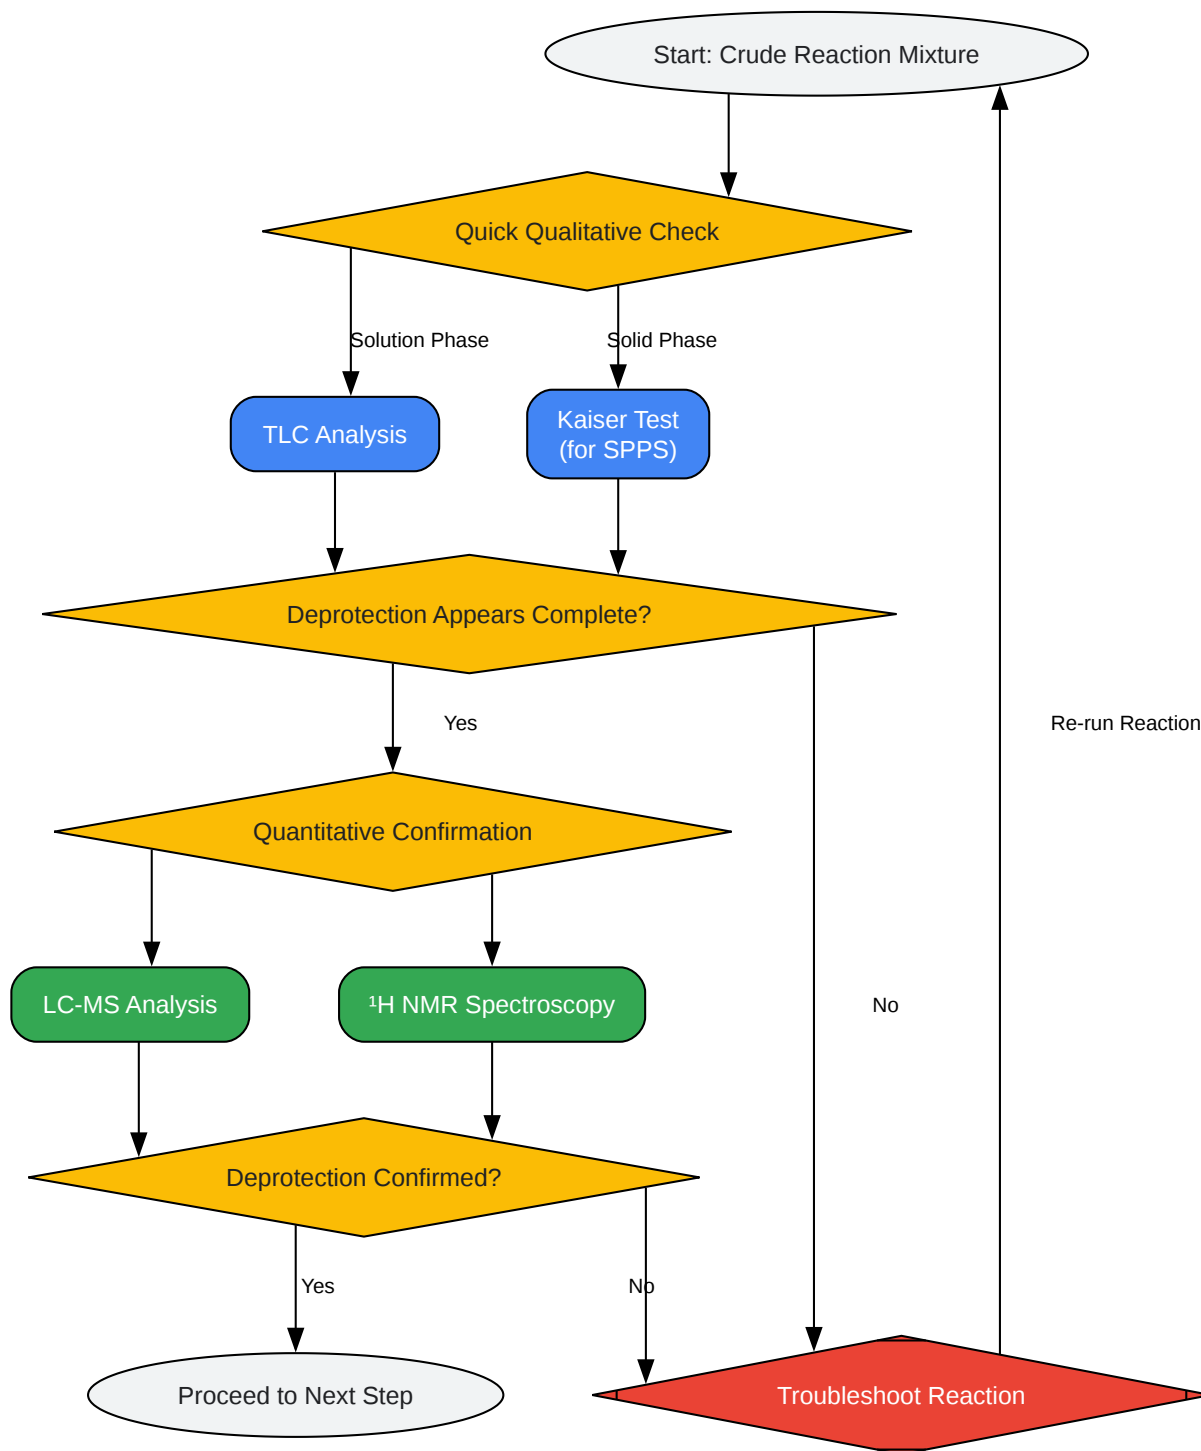 Start: Crude Reaction Mixture
Quick Qualitative Check
Solution Phase
Solid Phase
TLC Analysis
Kaiser Test
(for SPPS)
Deprotection Appears Complete?
Yes
Re-run Reaction
Quantitative Confirmation
LC-MS Analysis
¹H NMR Spectroscopy
No
Deprotection Confirmed?
Yes
No
Proceed to Next Step
Troubleshoot Reaction